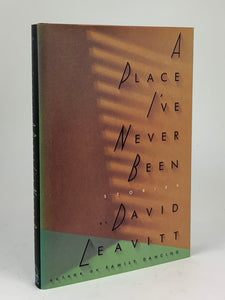 A
PLACE
I'VE
NEVER
BEEN
STORIES
BY DAVID
LEAVITT
AUTHOR OF FAMILY DANCING